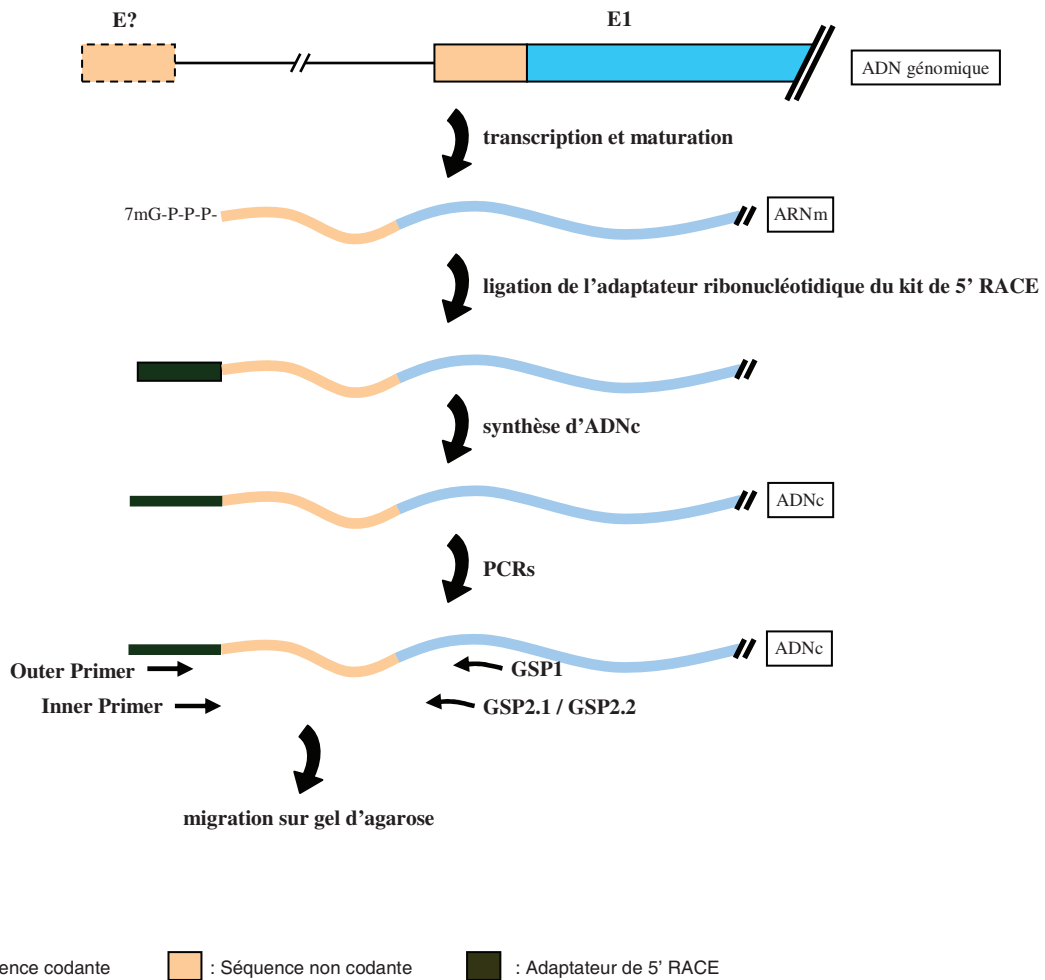 E?
E1
ADN génomique
transcription et maturation
7mG-P-P-P-
ARNm
ligation de l'adaptateur ribonucléotidique du kit de 5' RACE
synthèse d'ADNc
ADNc
PCRs
ADNc
Outer Primer
GSP1
Inner Primer
GSP2.1 / GSP2.2
migration sur gel d'agarose
ence codante
: Séquence non codante
: Adaptateur de 5' RACE